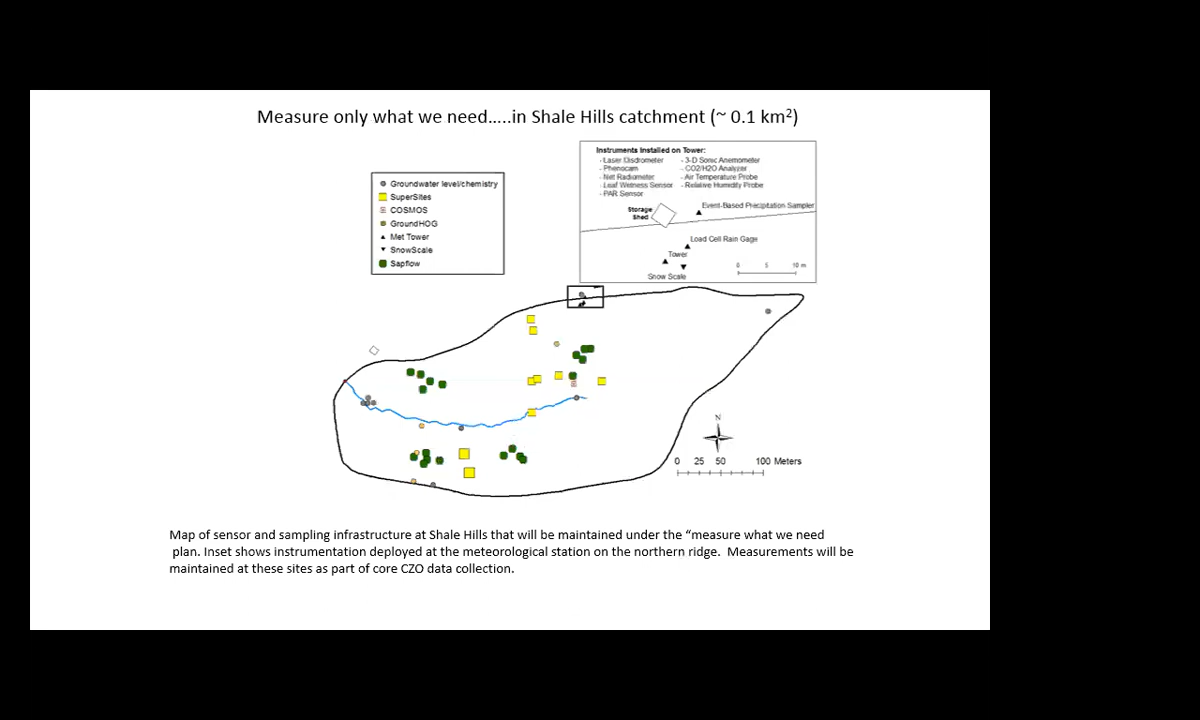 Measure only what we need.....in Shale Hills catchment (~ 0.1 km²)
Instruments Installed on Tower:
- Laser Disdrometer - 3-D Sonic Anemometer
- Phenocam - CO2/H2O Analyzer
- Net Radiometer - Air Temperature Probe
- Leaf Wetness Sensor - Relative Humidity Probe
- PAR Sensor
Storage Shed
Event-Based Precipitation Sampler
Load Cell Rain Gage
Tower
Snow Scale
0 5 10 m
Groundwater level/chemistry
SuperSites
COSMOS
GroundHOG
Met Tower
SnowScale
Sapflow
N
0 25 50 100 Meters
Map of sensor and sampling infrastructure at Shale Hills that will be maintained under the “measure what we need
plan. Inset shows instrumentation deployed at the meteorological station on the northern ridge. Measurements will be
maintained at these sites as part of core CZO data collection.